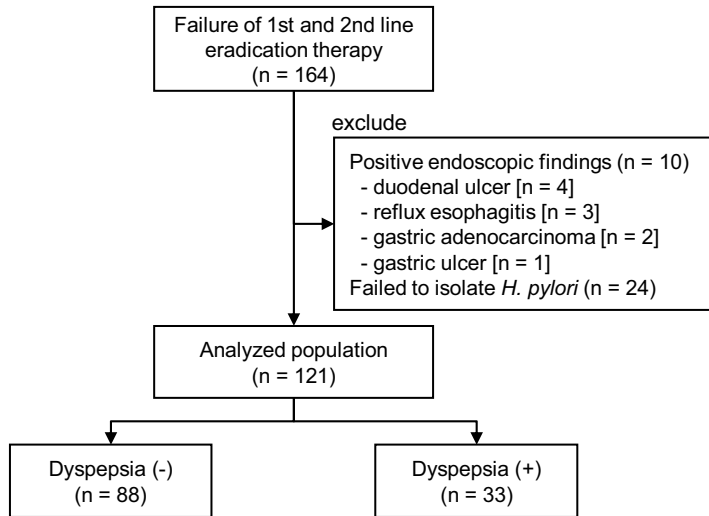 Failure of 1st and 2nd line
eradication therapy
(n = 164)
exclude
Positive endoscopic findings (n = 10)
- duodenal ulcer [n = 4]
- reflux esophagitis [n = 3]
- gastric adenocarcinoma [n = 2]
- gastric ulcer [n = 1]
Failed to isolate H. pylori (n = 24)
Analyzed population
(n = 121)
Dyspepsia (-)
(n = 88)
Dyspepsia (+)
(n = 33)